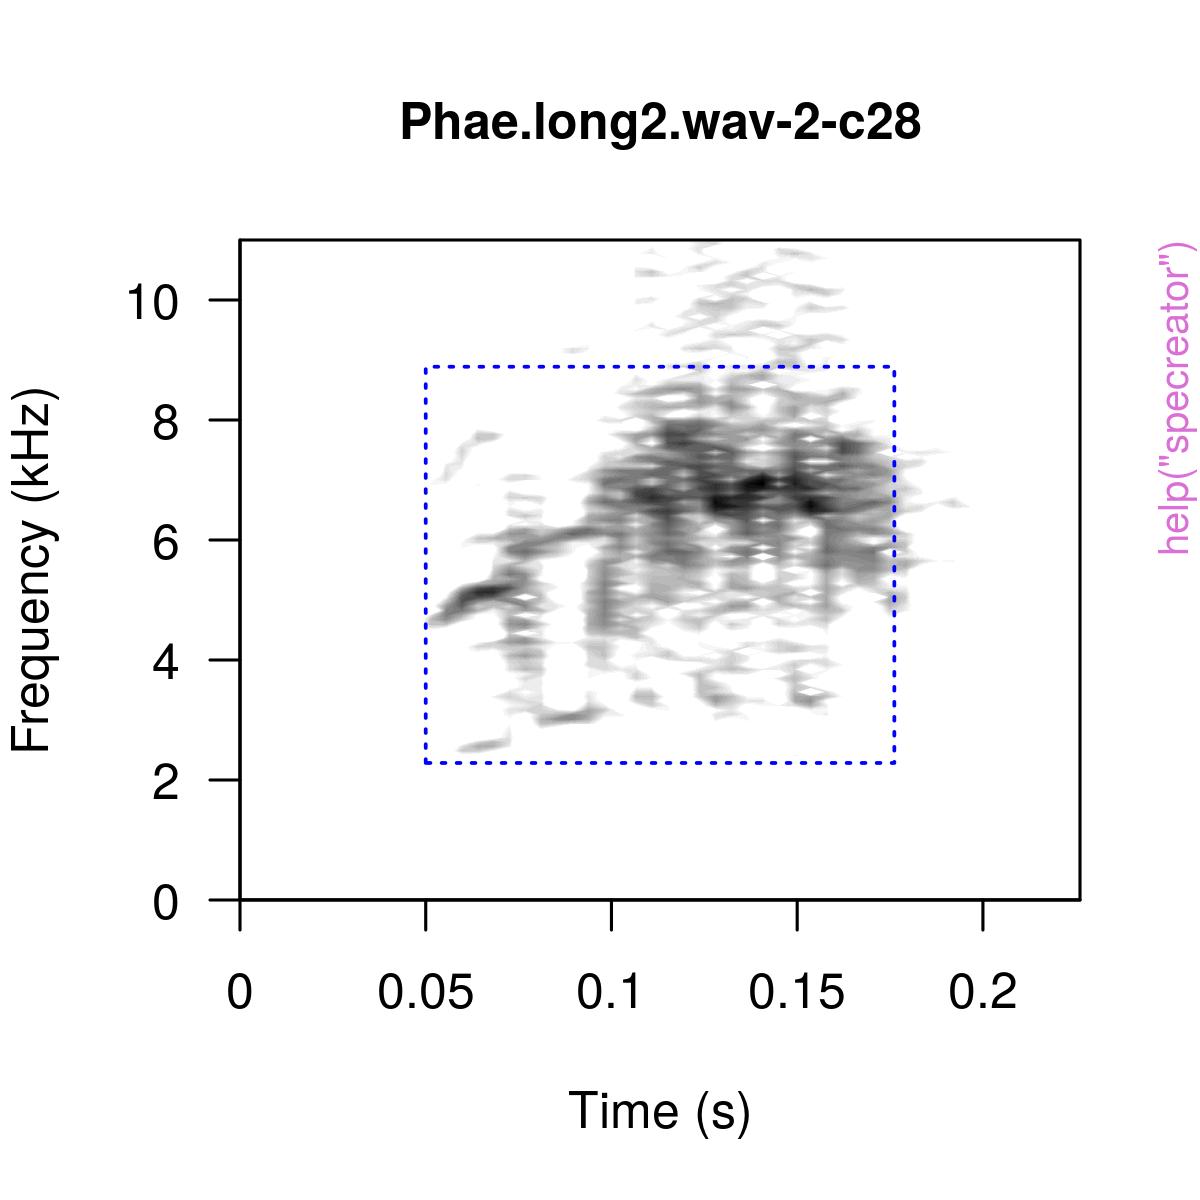 Phae.long2.wav-2-c28
Frequency (kHz)
10
8
6
4
2
0
0 0.05 0.1 0.15 0.2
Time (s)
help("specreator")